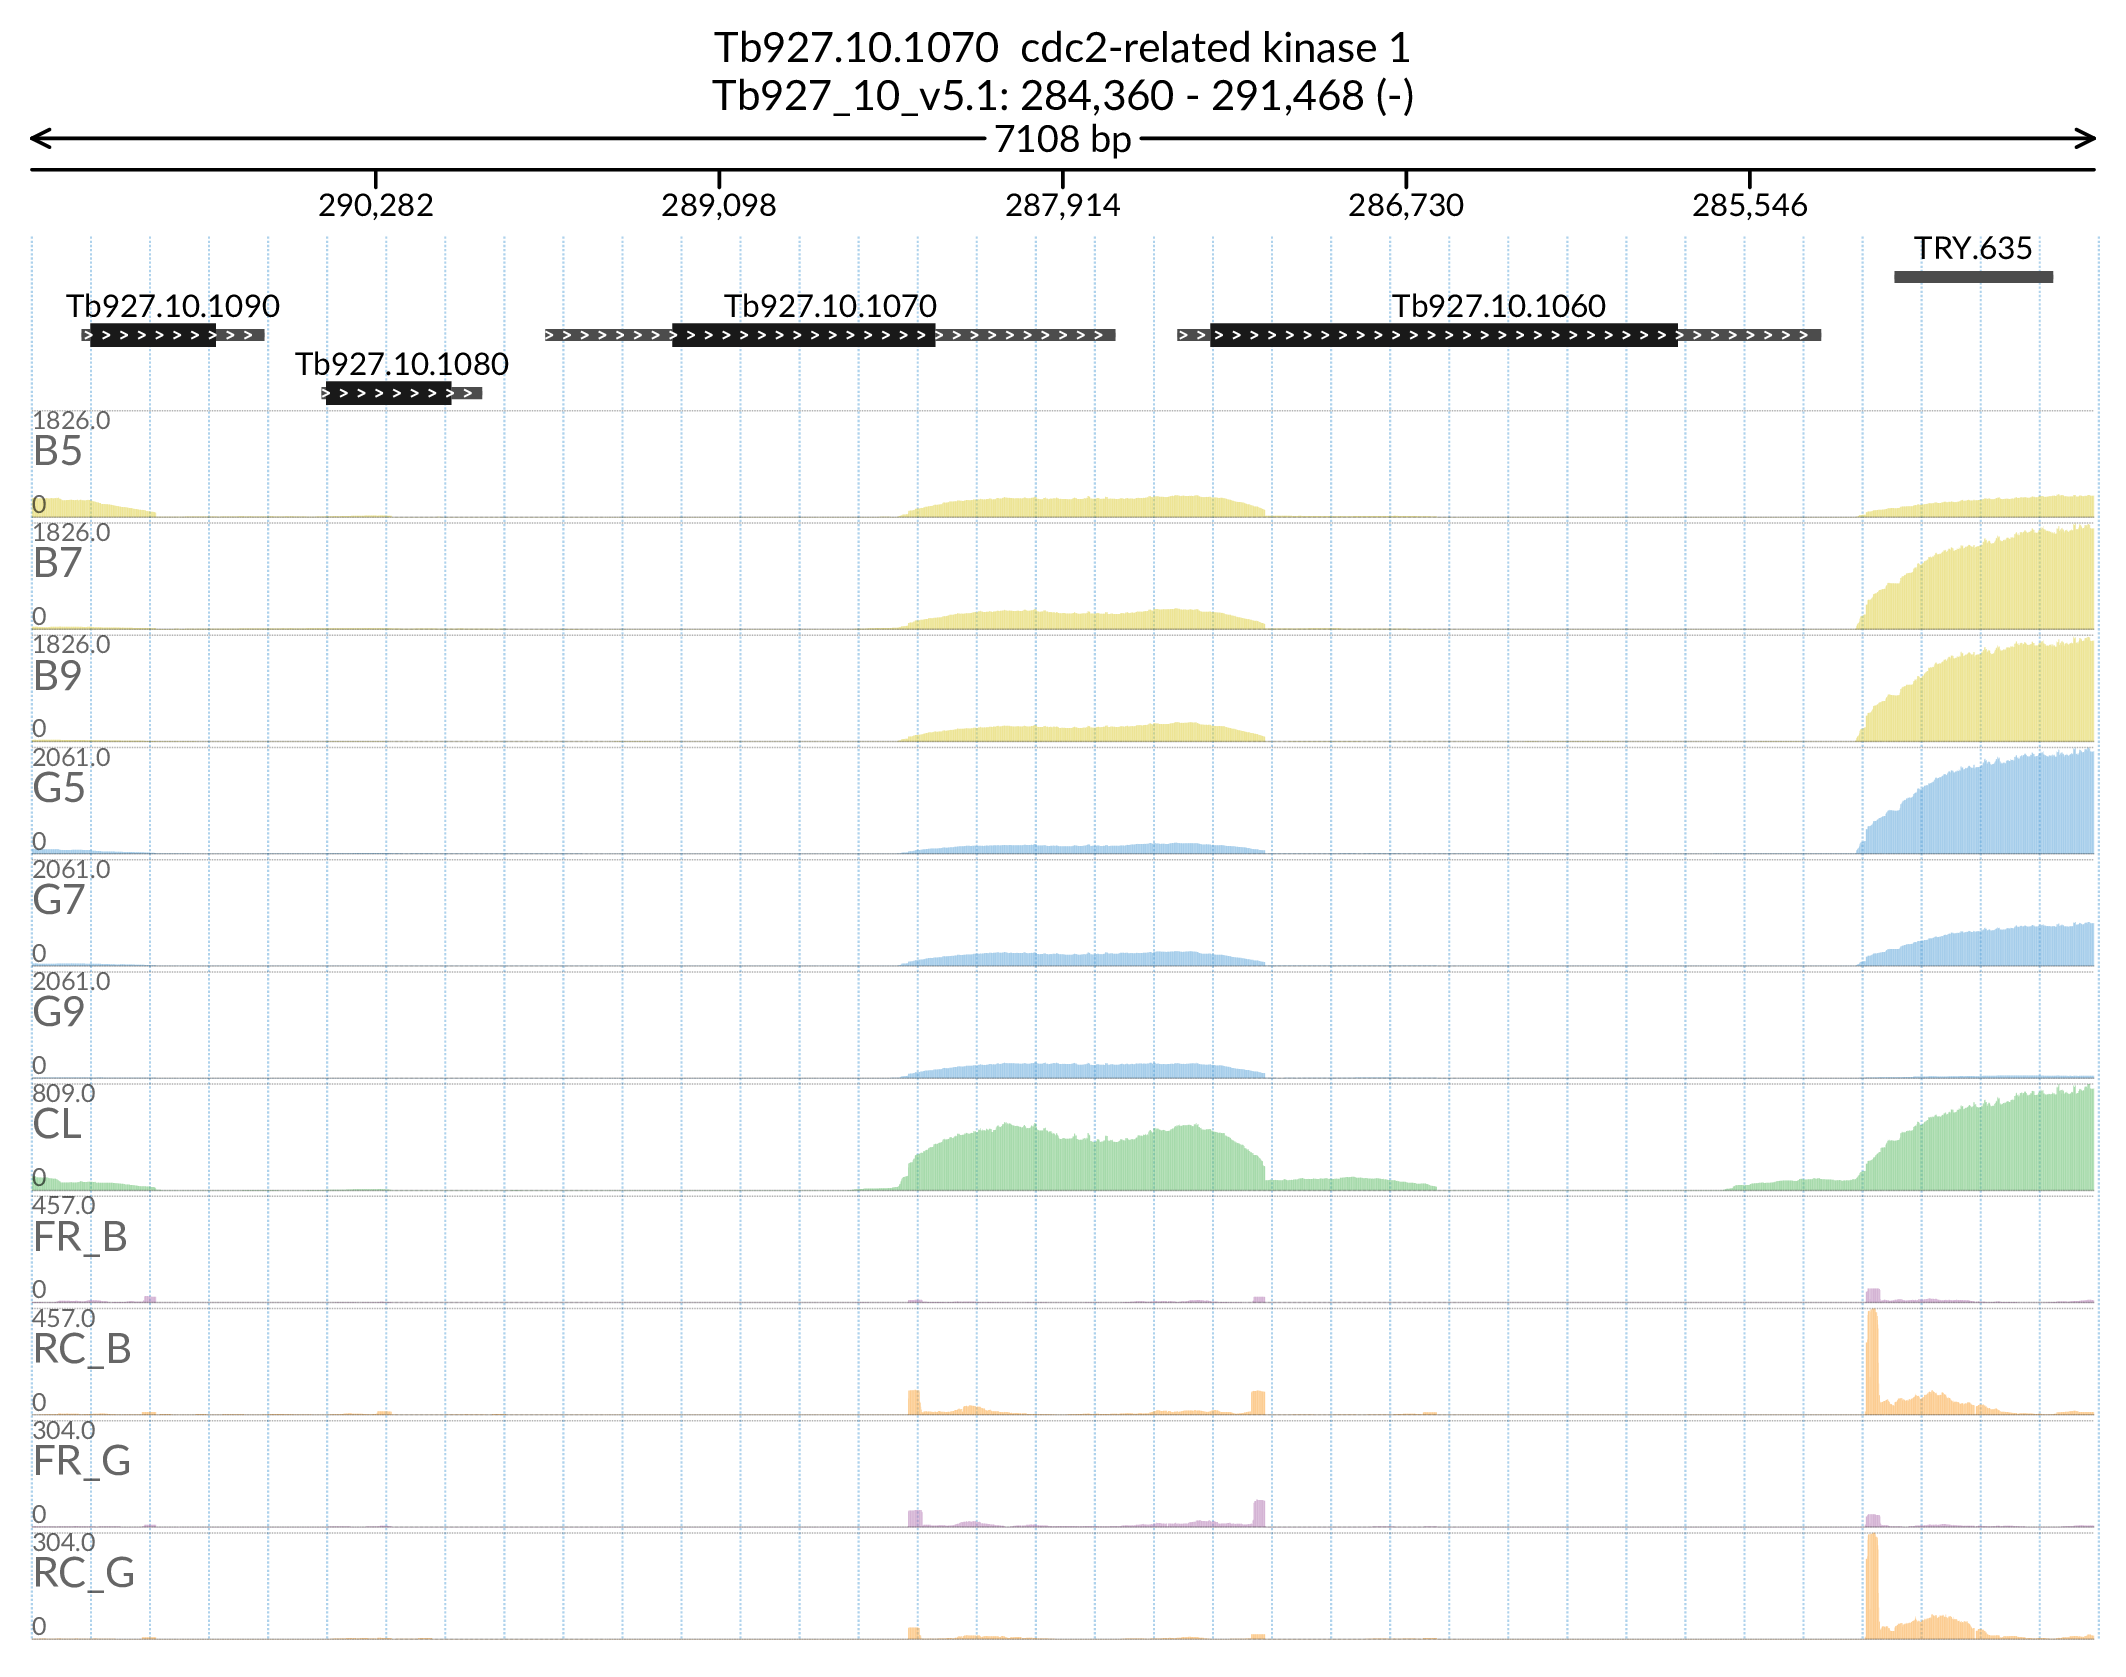 Tb927.10.1070  cdc2-related kinase 1
Tb927_10_v5.1: 284,360 - 291,468 (-)
7108 bp
290,282 289,098 287,914 286,730 285,546
TRY.635
Tb927.10.1090 Tb927.10.1070 Tb927.10.1060
Tb927.10.1080
1826.0
B5
0
1826.0
B7
0
1826.0
B9
0
2061.0
G5
0
2061.0
G7
0
2061.0
G9
0
809.0
CL
0
457.0
FR_B
0
457.0
RC_B
0
304.0
FR_G
0
304.0
RC_G
0